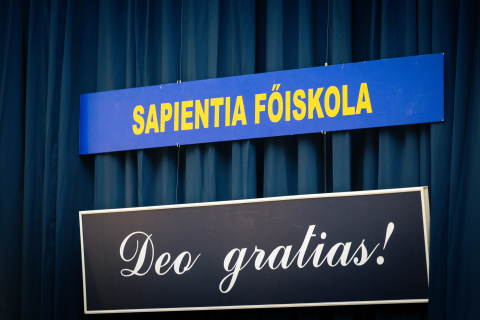 SAPIENTIA FŐISKOLA
Deo gratias!